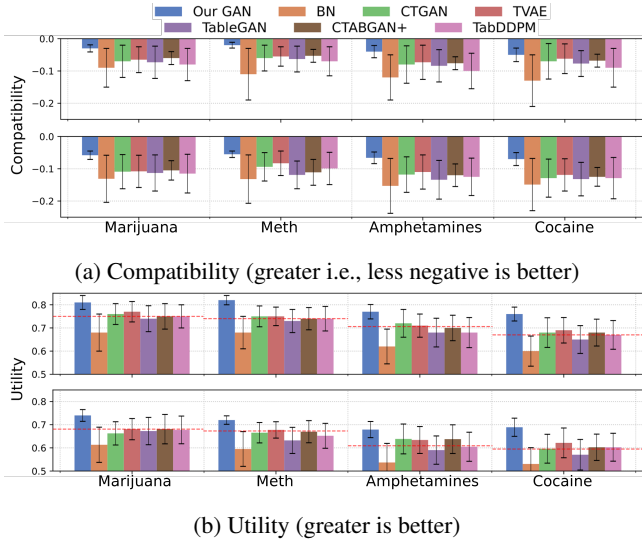 Our GAN BN CTGAN TVAE
TableGAN CTABGAN+ TabDDPM
Compatibility
0.0
−0.1
−0.2
0.0
−0.1
−0.2
Marijuana Meth Amphetamines Cocaine
(a) Compatibility (greater i.e., less negative is better)
Utility
0.8
0.7
0.6
0.5
0.8
0.7
0.6
0.5
Marijuana Meth Amphetamines Cocaine
(b) Utility (greater is better)